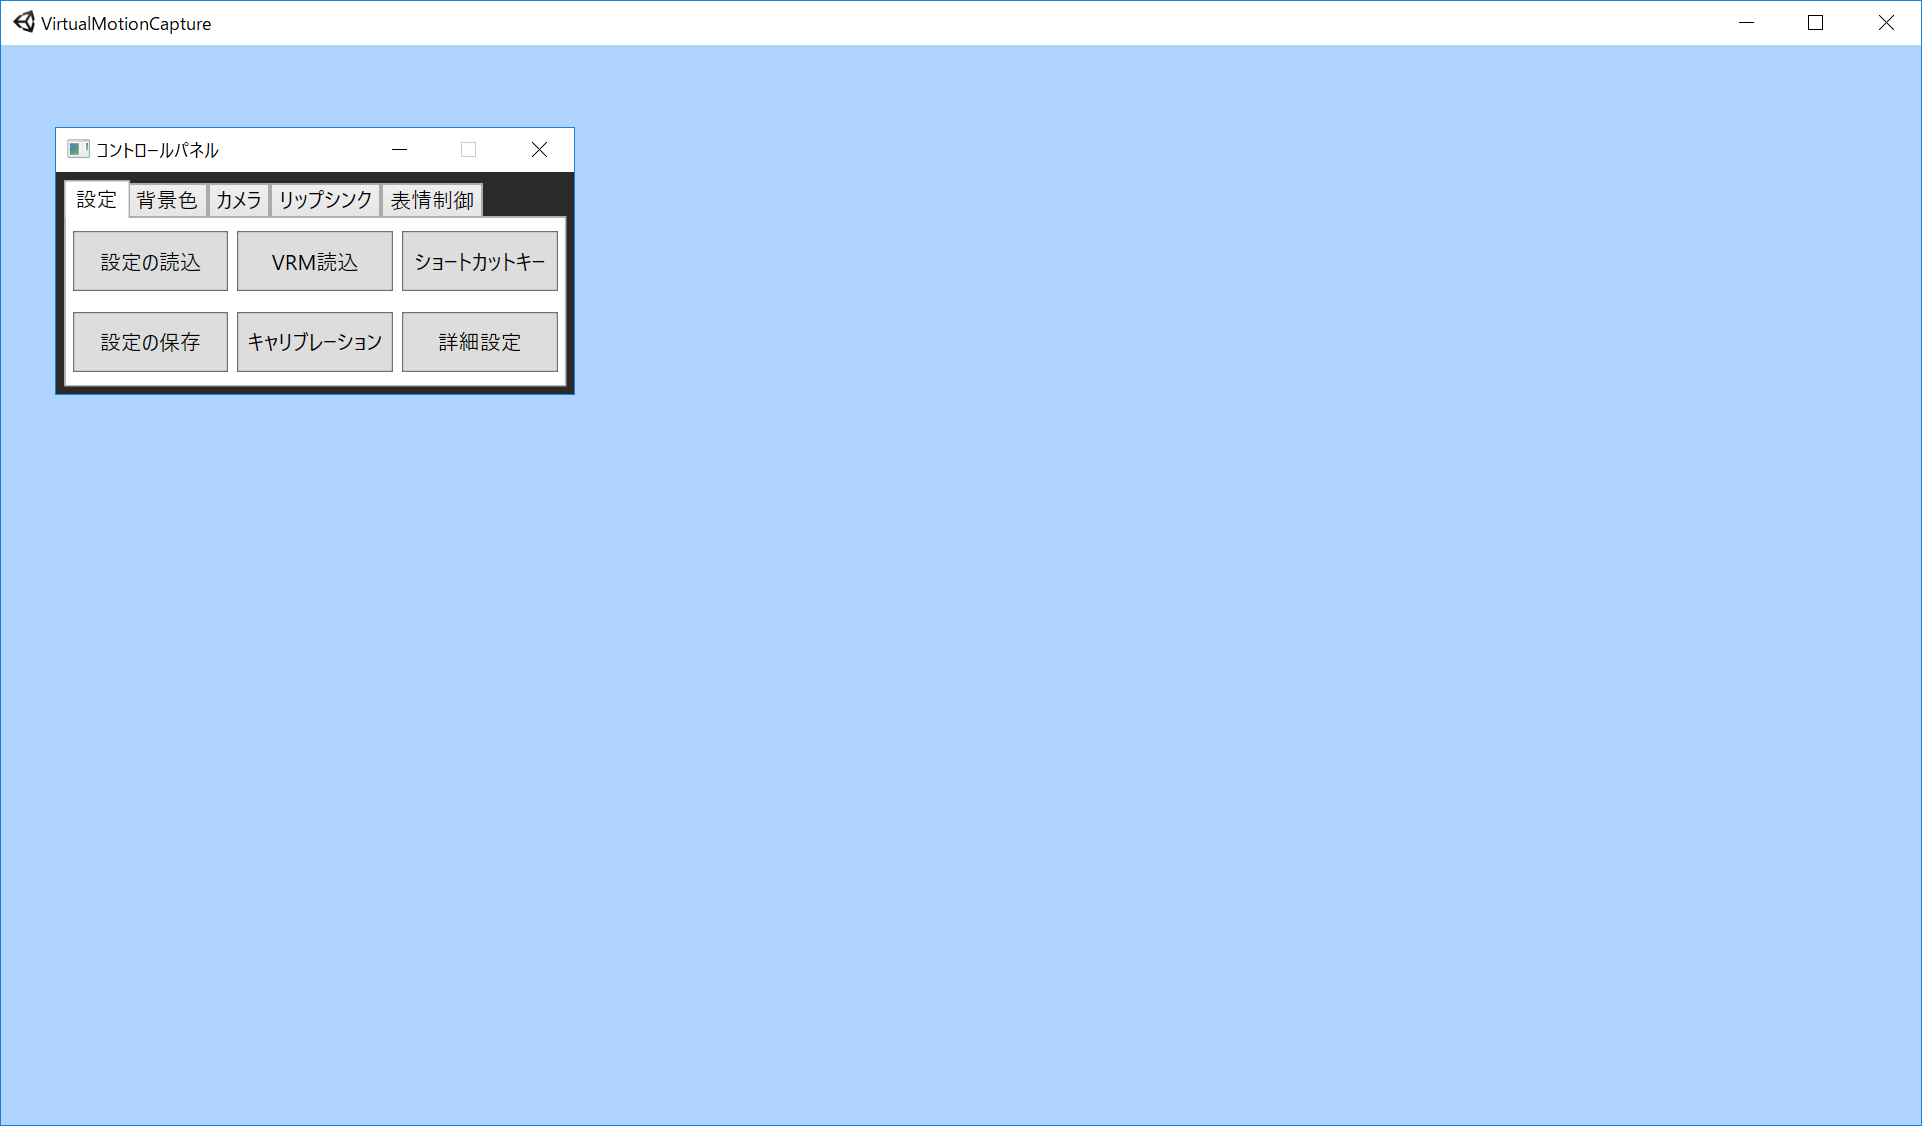 VirtualMotionCapture
コントロールパネル
設定 背景色 カメラ リップシンク 表情制御
設定の読込 VRM読込 ショートカットキー
設定の保存 キャリブレーション 詳細設定